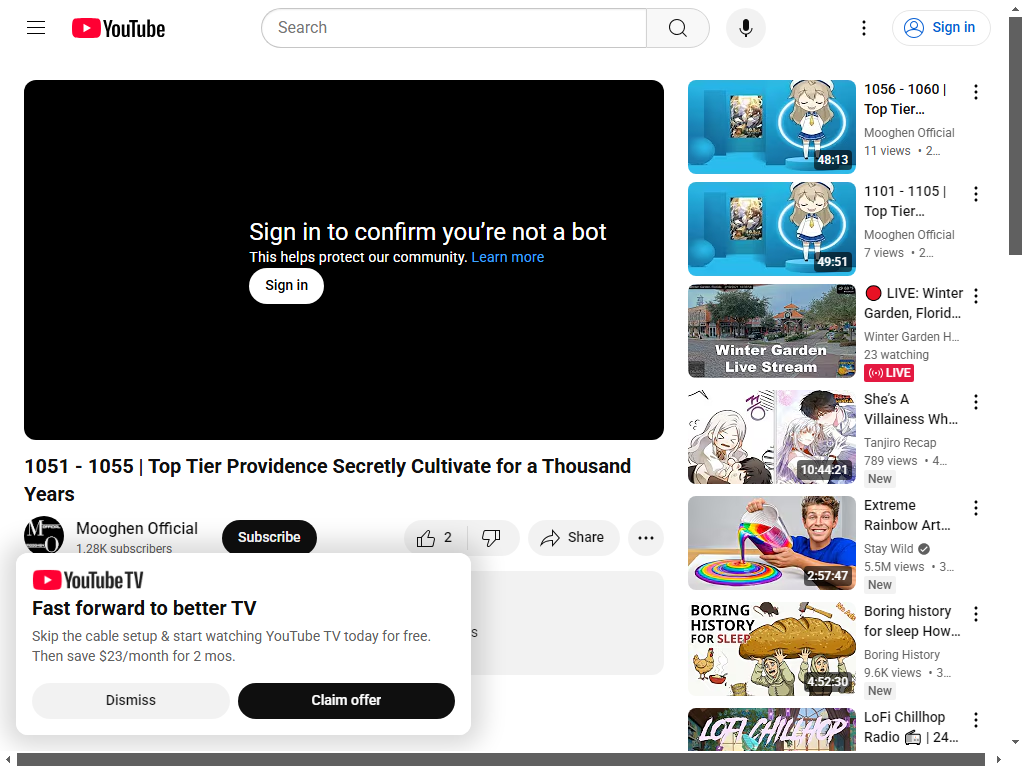 YouTube
Search
Sign in
Sign in to confirm you’re not a bot
This helps protect our community. Learn more
Sign in
1051 - 1055 | Top Tier Providence Secretly Cultivate for a Thousand
Years
Mooghen Official
1.28K subscribers
Subscribe
2
Share
YouTube TV
Fast forward to better TV
Skip the cable setup & start watching YouTube TV today for free.
Then save $23/month for 2 mos.
Dismiss
Claim offer
s
48:13
1056 - 1060 |
Top Tier…
Mooghen Official
11 views • 2…
49:51
1101 - 1105 |
Top Tier…
Mooghen Official
7 views • 2…
Winter Garden
Live Stream
🔴 LIVE: Winter
Garden, Florid…
Winter Garden H…
23 watching
LIVE
10:44:21
She's A
Villainess Wh…
Tanjiro Recap
789 views • 4…
New
2:57:47
Extreme
Rainbow Art…
Stay Wild
5.5M views • 3…
New
BORING
HISTORY
FOR SLEEP
No Ads
4:52:30
Boring history
for sleep How…
Boring History
9.6K views • 3…
New
LOFI CHILLHOP
LoFi Chillhop
Radio 📻 | 24…